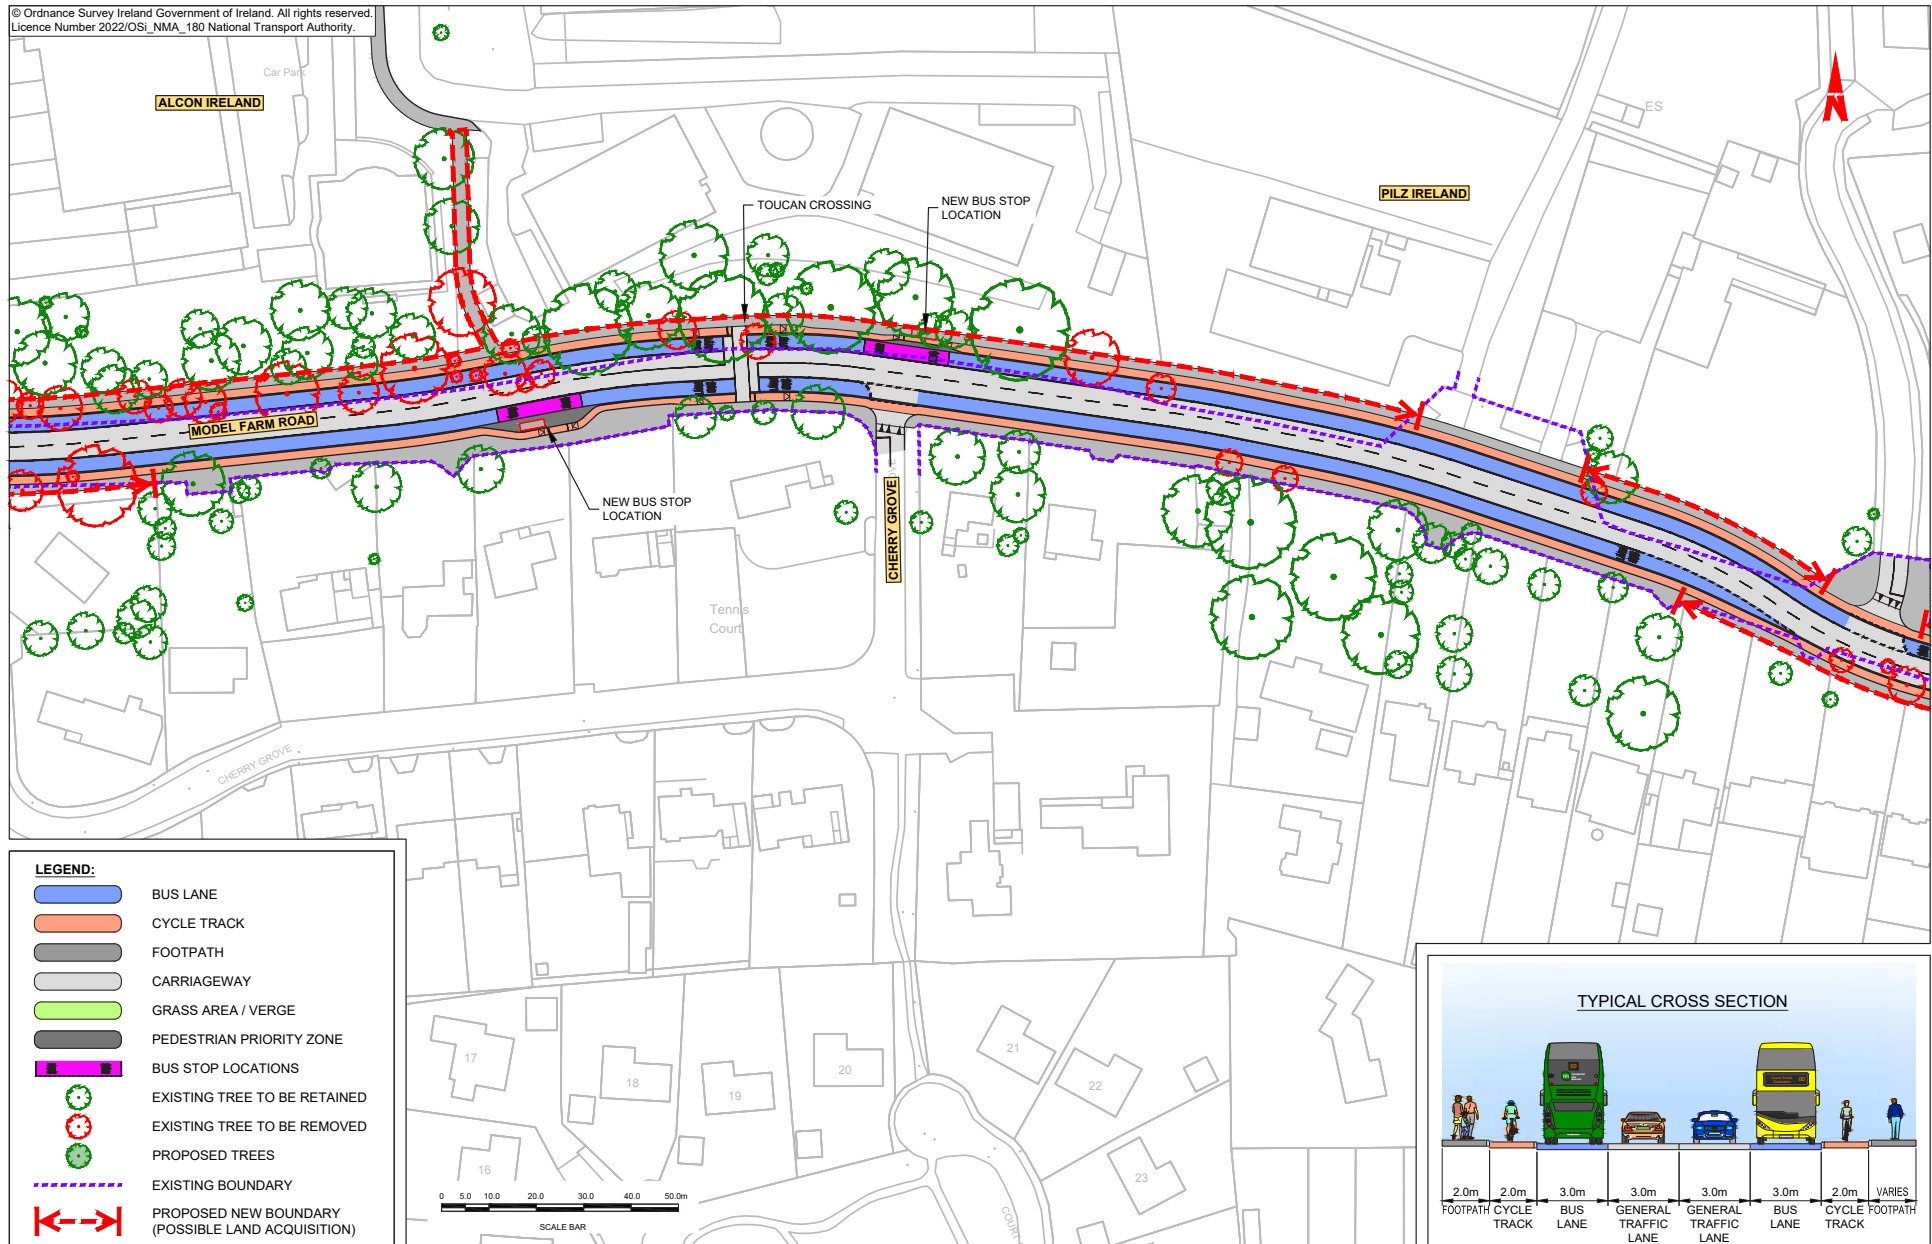 © Ordnance Survey Ireland Government of Ireland. All rights reserved.
Licence Number 2022/OSi_NMA_180 National Transport Authority.
Car Park
ALCON IRELAND
ES
N
PILZ IRELAND
TOUCAN CROSSING
NEW BUS STOP
LOCATION
MODEL FARM ROAD
NEW BUS STOP
LOCATION
CHERRY GROVE
Tennis
Court
CHERRY GROVE
17
18
19
20
21
22
16
23
COURT
LEGEND:
BUS LANE
CYCLE TRACK
FOOTPATH
CARRIAGEWAY
GRASS AREA / VERGE
PEDESTRIAN PRIORITY ZONE
BUS STOP LOCATIONS
EXISTING TREE TO BE RETAINED
EXISTING TREE TO BE REMOVED
PROPOSED TREES
EXISTING BOUNDARY
PROPOSED NEW BOUNDARY
(POSSIBLE LAND ACQUISITION)
0 5.0 10.0 20.0 30.0 40.0 50.0m
SCALE BAR
TYPICAL CROSS SECTION
2.0m 2.0m 3.0m 3.0m 3.0m 3.0m 2.0m VARIES
FOOTPATH CYCLE BUS GENERAL GENERAL BUS CYCLE FOOTPATH
TRACK LANE TRAFFIC TRAFFIC LANE TRACK
LANE LANE